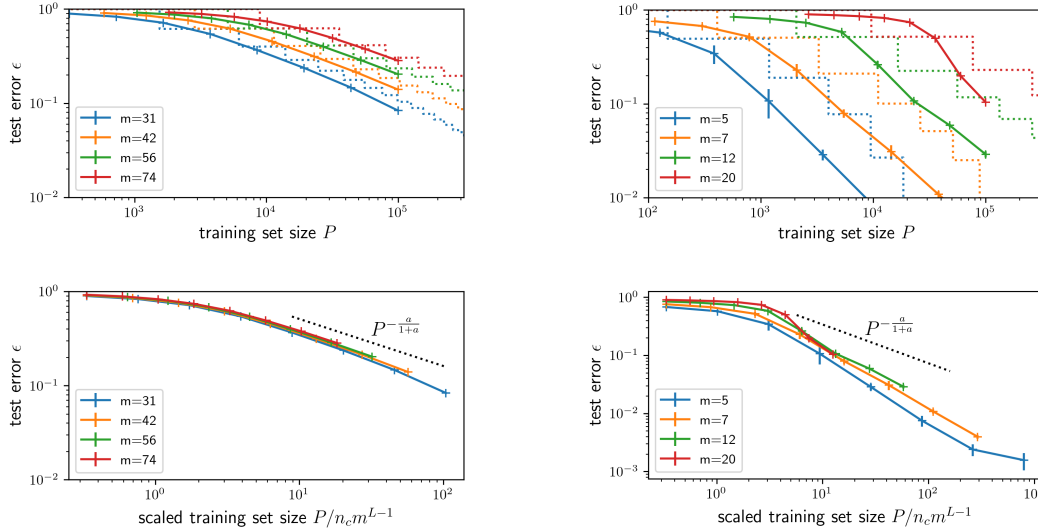 test error ϵ
10^0
10^−1
10^−2
m=31
m=42
m=56
m=74
10^3
10^4
10^5
training set size P
test error ϵ
10^0
10^−1
10^−2
m=5
m=7
m=12
m=20
10^2
10^3
10^4
10^5
training set size P
test error ϵ
10^0
10^−1
10^−2
P^{−a/(1+a)}
m=31
m=42
m=56
m=74
10^0
10^1
10^2
scaled training set size P/n_c m^{L−1}
test error ϵ
10^0
10^−1
10^−2
10^−3
P^{−a/(1+a)}
m=5
m=7
m=12
m=20
10^0
10^1
10^2
10^3
scaled training set size P/n_c m^{L−1}